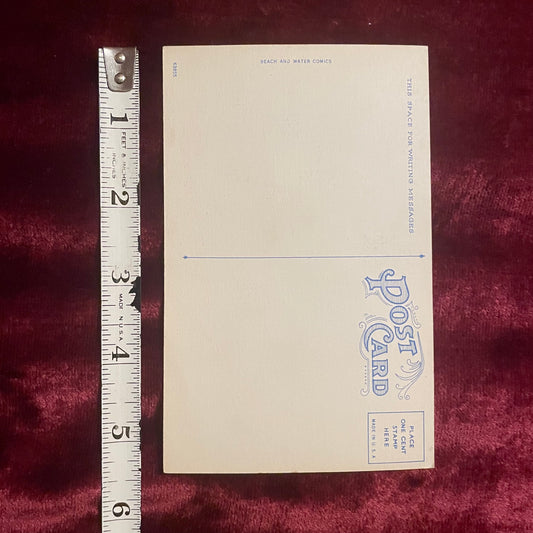 1
FEET & INCHES
INCHES
2
3
MADE IN U.S.A
4
5
6
BEACH AND WATER COMICS
THIS SPACE FOR WRITING MESSAGES
POST
CARD
PLACE
ONE CENT
STAMP
HERE
MADE IN U.S.A.